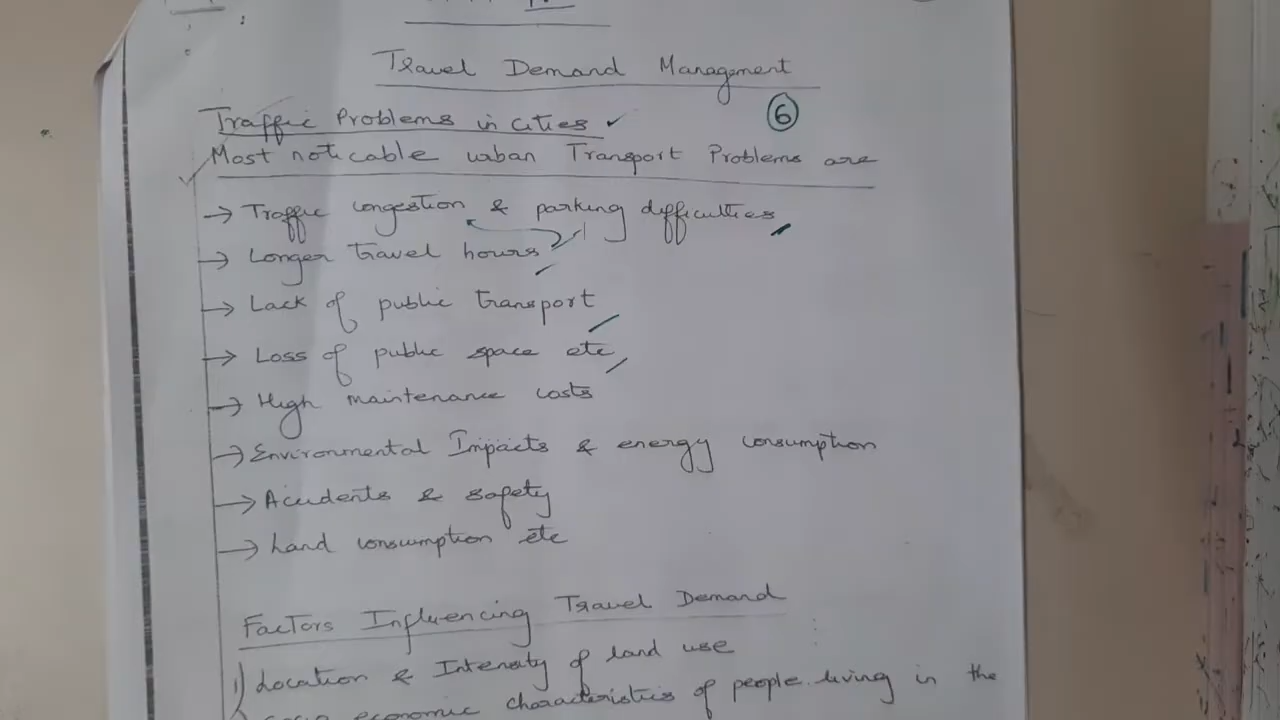 Travel Demand Management
Traffic Problems in cities ✓
6
Most noticable urban Transport Problems are
→ Traffic congestion & parking difficulties
→ Longer travel hours
→ Lack of public transport
→ Loss of public space etc
→ High maintenance costs
→ Environmental Impacts & energy consumption
→ Accidents & safety
→ Land consumption etc
Factors Influencing Travel Demand
1) Location & Intensity of land use
socio economic characteristics of people living in the